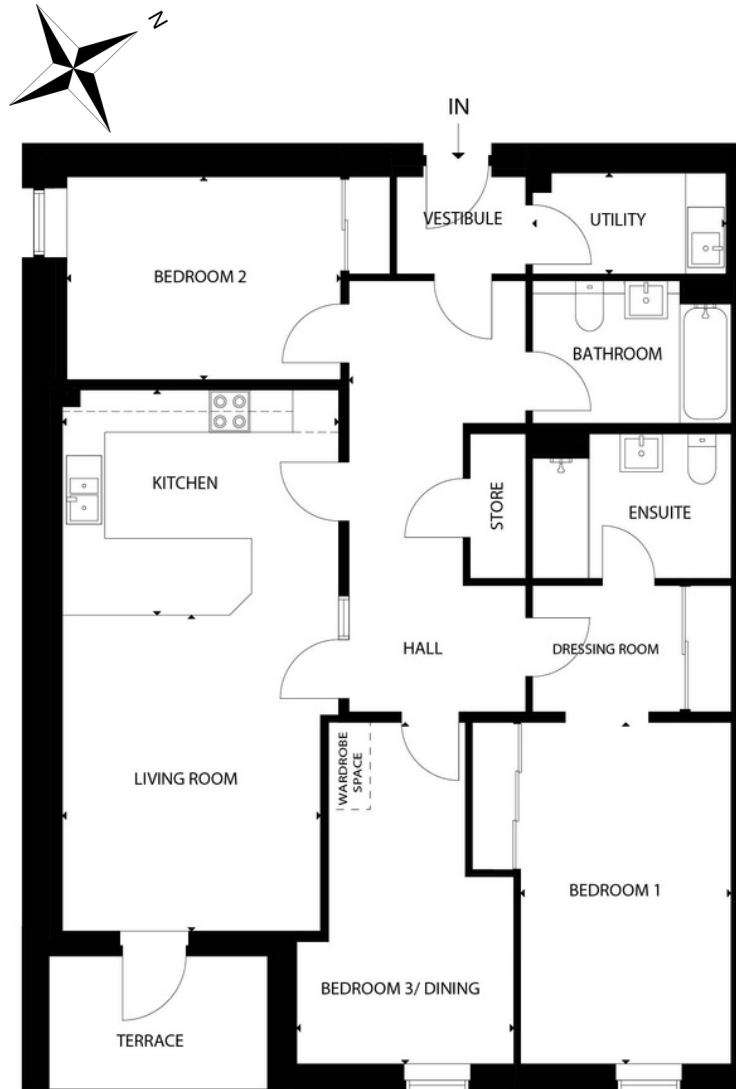 N
IN
VESTIBULE
UTILITY
BEDROOM 2
BATHROOM
KITCHEN
STORE
ENSUITE
HALL
DRESSING ROOM
WARDROBE
SPACE
LIVING ROOM
BEDROOM 1
BEDROOM 3/ DINING
TERRACE